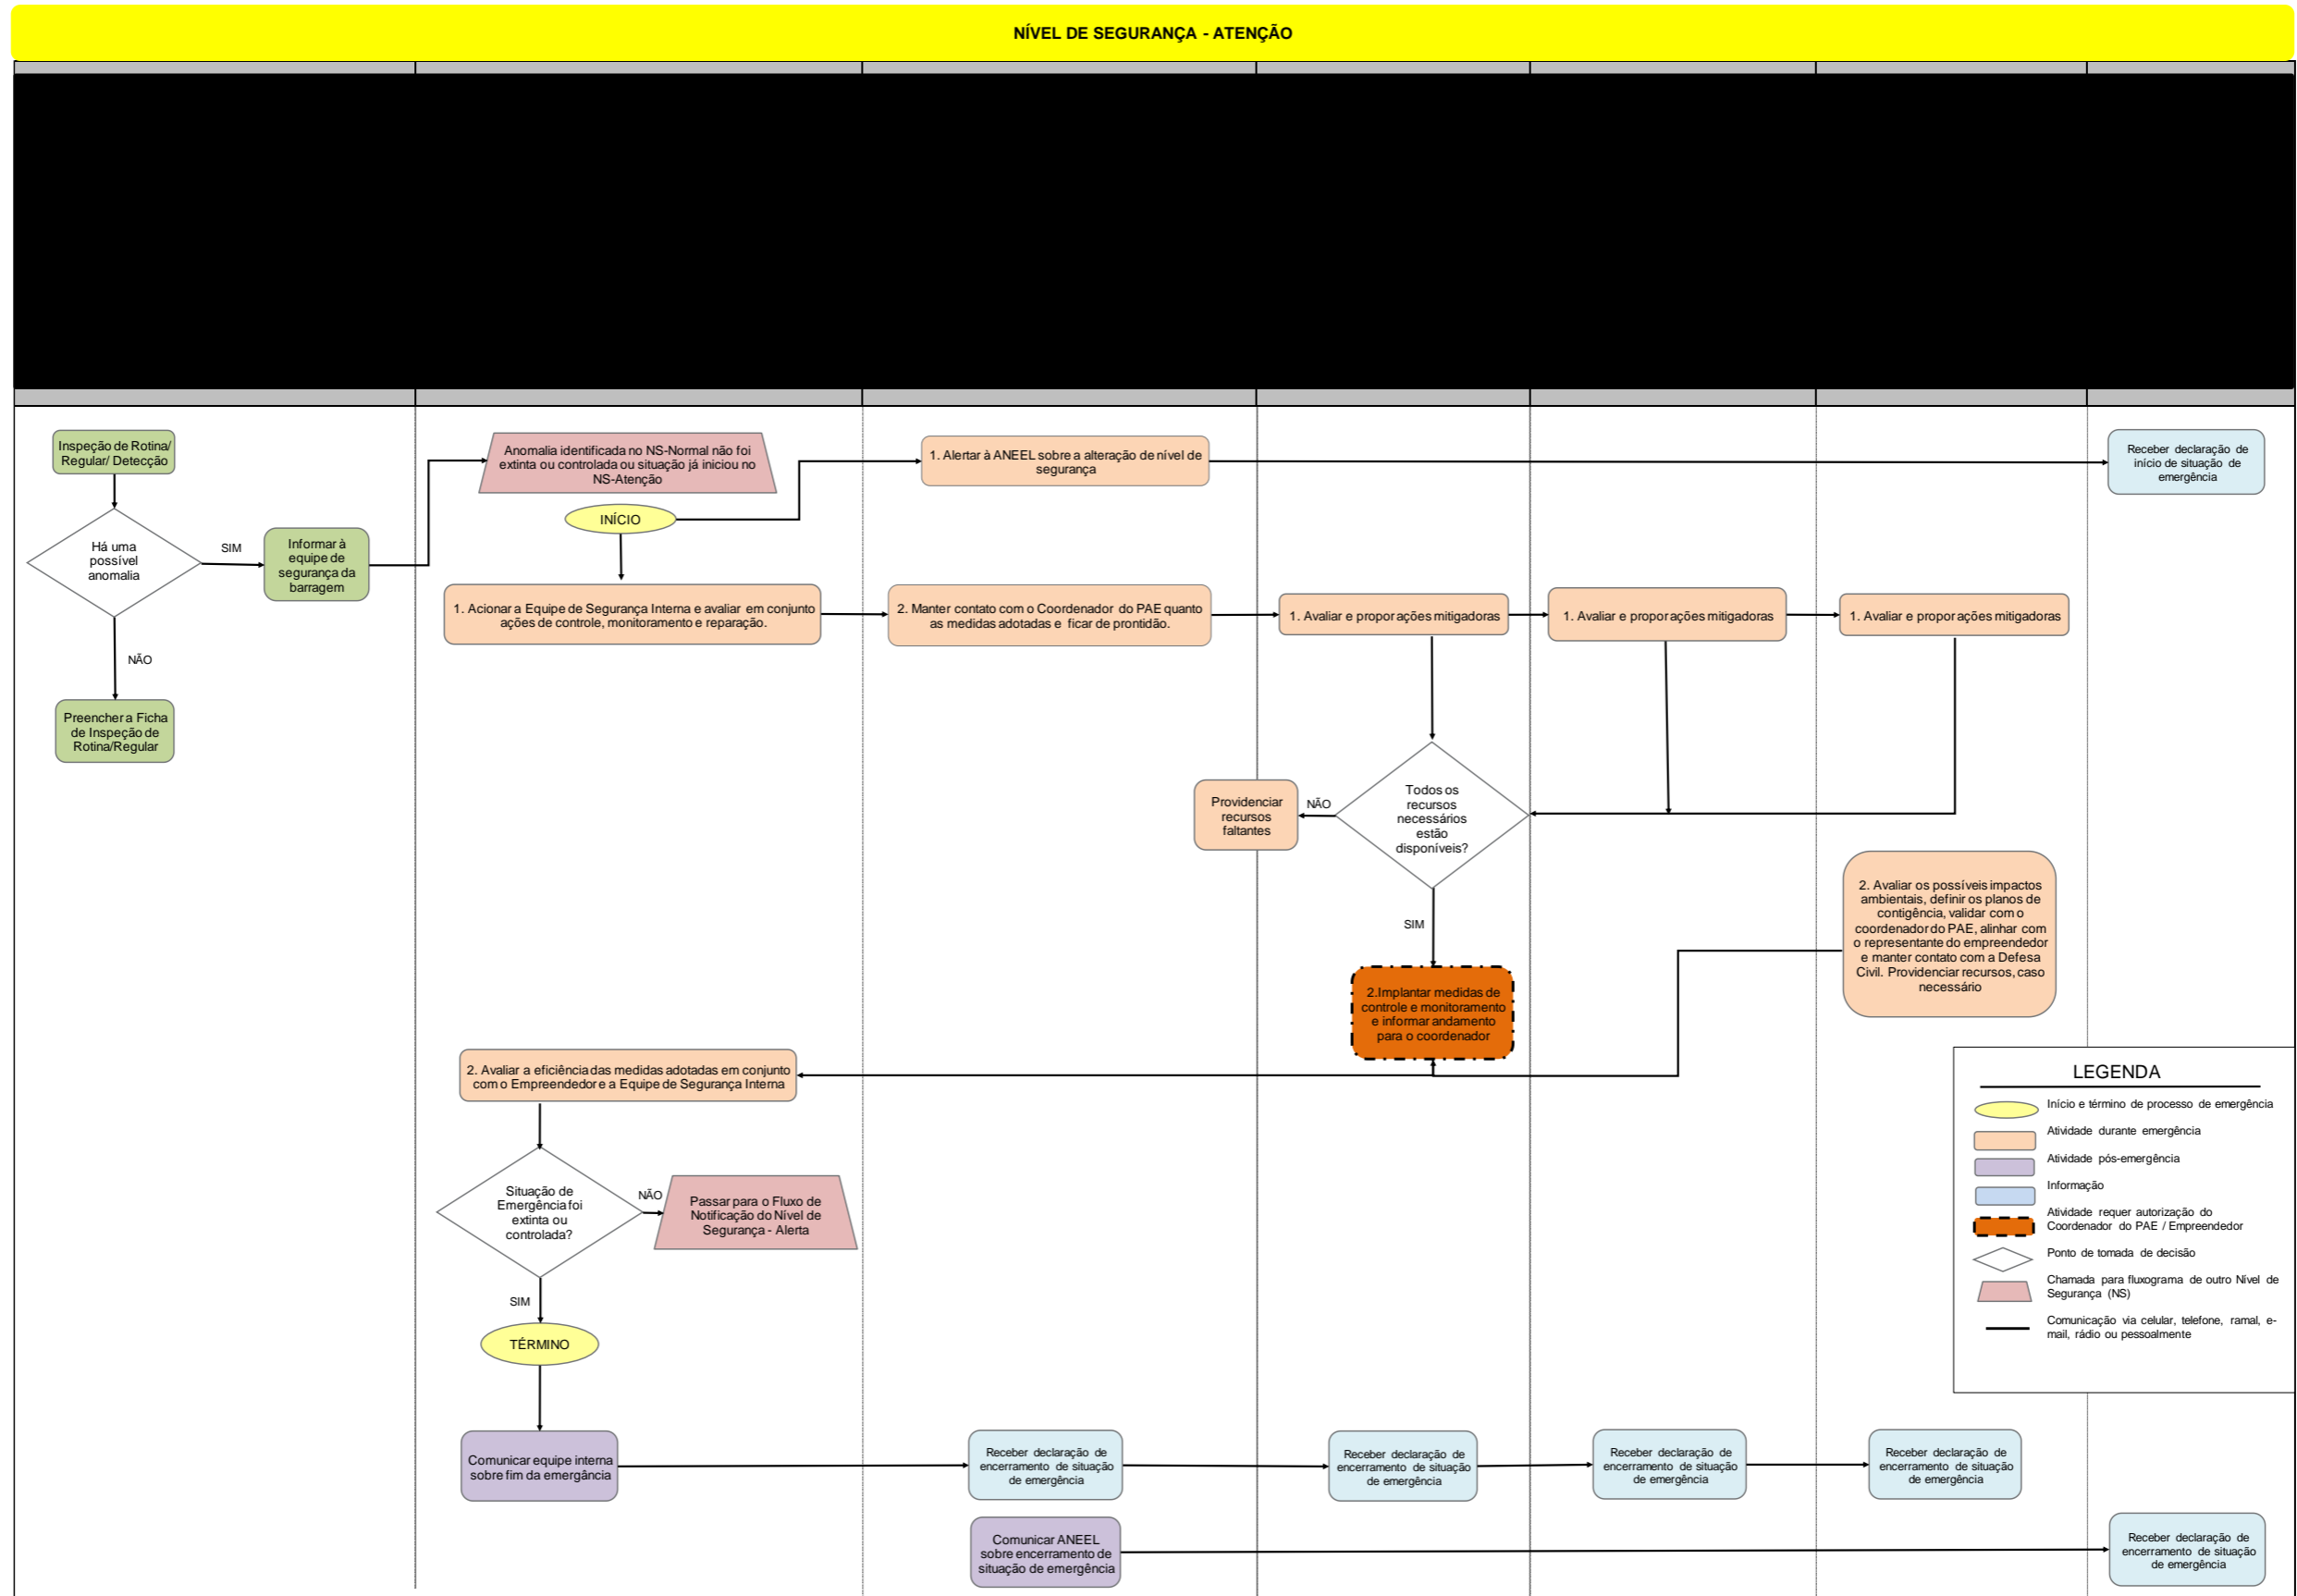 NÍVEL DE SEGURANÇA - ATENÇÃO
Inspeção de Rotina/
Regular/ Detecção
Anomalia identificada no NS-Normal não foi
extinta ou controlada ou situação já iniciou no
NS-Atenção
1. Alertar à ANEEL sobre a alteração de nível de
segurança
Receber declaração de
início de situação de
emergência
INÍCIO
Há uma
possível
anomalia
SIM
Informar à
equipe de
segurança da
barragem
1. Acionar a Equipe de Segurança Interna e avaliar em conjunto
ações de controle, monitoramento e reparação.
2. Manter contato com o Coordenador do PAE quanto
as medidas adotadas e ficar de prontidão.
1. Avaliar e propor ações mitigadoras
1. Avaliar e propor ações mitigadoras
1. Avaliar e propor ações mitigadoras
NÃO
Preencher a Ficha
de Inspeção de
Rotina/Regular
Providenciar
recursos
faltantes
NÃO
Todos os
recursos
necessários
estão
disponíveis?
SIM
2. Avaliar os possíveis impactos
ambientais, definir os planos de
contigência, validar com o
coordenador do PAE, alinhar com
o representante do empreendedor
e manter contato com a Defesa
Civil. Providenciar recursos, caso
necessário
2.Implantar medidas de
controle e monitoramento
e informar andamento
para o coordenador
2. Avaliar a eficiência das medidas adotadas em conjunto
com o Empreendedor e a Equipe de Segurança Interna
Situação de
Emergência foi
extinta ou
controlada?
NÃO
Passar para o Fluxo de
Notificação do Nível de
Segurança - Alerta
SIM
TÉRMINO
LEGENDA
Início e término de processo de emergência
Atividade durante emergência
Atividade pós-emergência
Informação
Atividade requer autorização do
Coordenador do PAE / Empreendedor
Ponto de tomada de decisão
Chamada para fluxograma de outro Nível de
Segurança (NS)
Comunicação via celular, telefone, ramal, e-
mail, rádio ou pessoalmente
Comunicar equipe interna
sobre fim da emergância
Receber declaração de
encerramento de situação
de emergência
Receber declaração de
encerramento de situação
de emergência
Receber declaração de
encerramento de situação
de emergência
Receber declaração de
encerramento de situação
de emergência
Comunicar ANEEL
sobre encerramento de
situação de emergência
Receber declaração de
encerramento de situação
de emergência